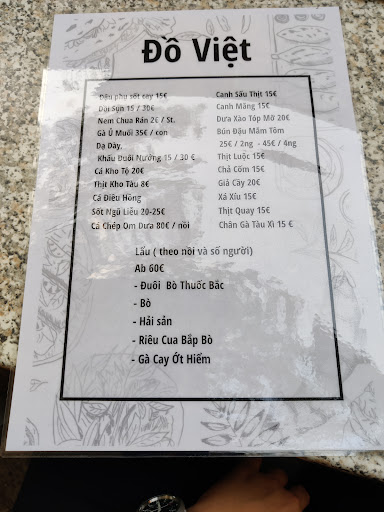 Đồ Việt
Đậu phụ sốt cay 15€
Dồi Sụn 15 / 30€
Nem Chua Rán 2€ / St.
Gà Ủ Muối 35€ / con
Dạ Dày,
Khấu Đuôi Nướng 15 / 30 €
Cá Kho Tộ 20€
Thịt Kho Tàu 8€
Cá Điêu Hồng
Sốt Ngũ Liễu 20-25€
Cá Chép Om Dưa 80€ / nồi
Canh Sấu Thịt 15€
Canh Măng 15€
Dưa Xào Tóp Mỡ 20€
Bún Đậu Mắm Tôm
25€ / 2ng - 45€ / 4ng
Thịt Luộc 15€
Chả Cốm 15€
Giả Cầy 20€
Xá Xíu 15€
Thịt Quay 15€
Chân Gà Tàu Xì 15 €
Lẩu ( theo nồi và số người)
Ab 60€
- Đuôi Bò Thuốc Bắc
- Bò
- Hải sản
- Riêu Cua Bắp Bò
- Gà Cay Ớt Hiểm